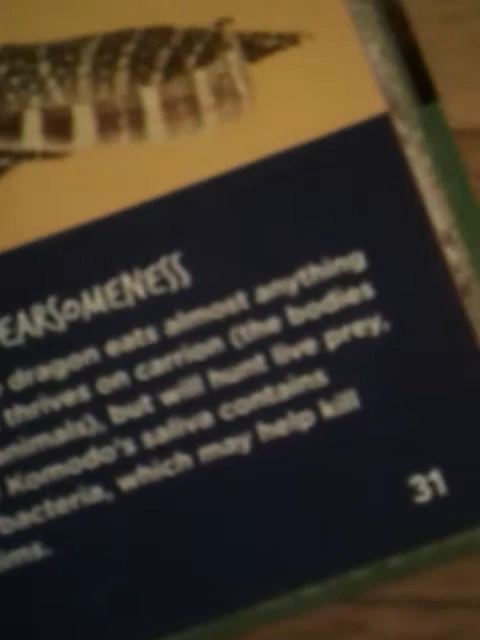 EARSOMENESS
dragon eats almost anything
thrives on carrion (the bodies
animals), but will hunt live prey.
Komodo's saliva contains
bacteria, which may help kill
31